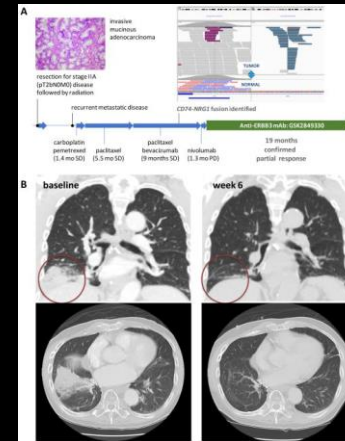 A
invasive
mucinous
adenocarcinoma
resection for stage IIA
(pT2bN0M0) disease
followed by radiation
recurrent metastatic disease
TUMOR
NORMAL
CD74-NRG1 fusion identified
Anti-ERBB3 mAb: GSK2849330
carboplatin
pemetrexed
(1.4 mo SD)
paclitaxel
(5.5 mo SD)
paclitaxel
bevacizumab
(9 months SD)
nivolumab
(1.3 mo PD)
19 months
confirmed
partial response
B
baseline
week 6